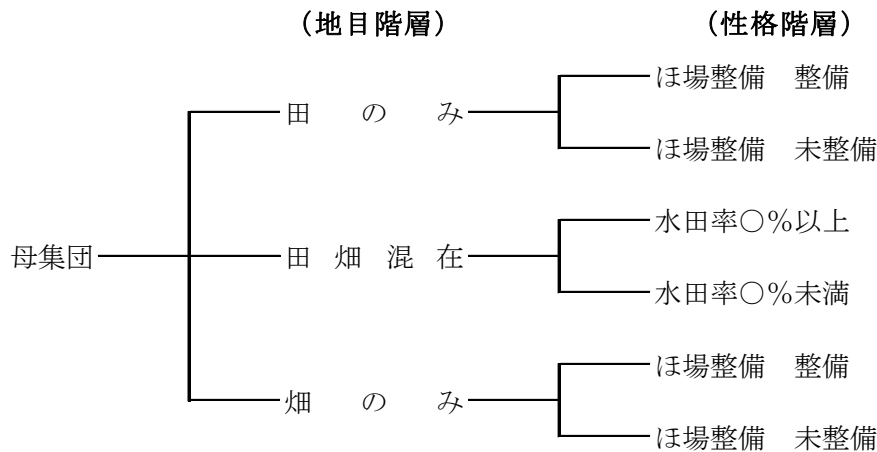 (地目階層) (性格階層)
ほ場整備 整備
田のみ
ほ場整備 未整備
水田率○%以上
母集団 田畑混在
水田率○%未満
ほ場整備 整備
畑のみ
ほ場整備 未整備